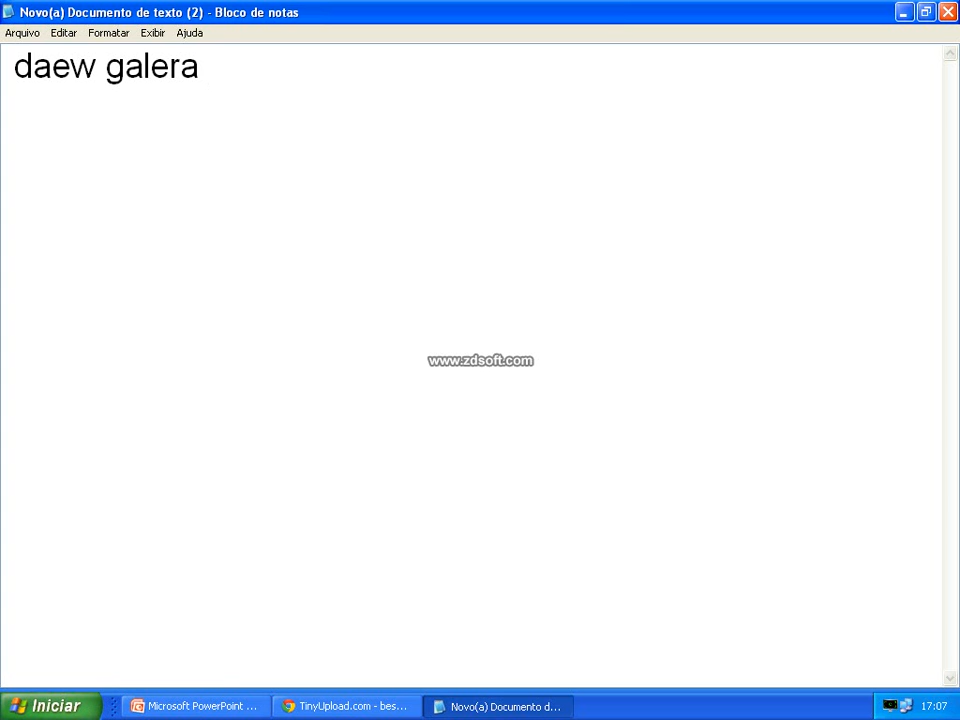 Novo(a) Documento de texto (2) - Bloco de notas
Arquivo Editar Formatar Exibir Ajuda
daew galera
www.zdsoft.com
Iniciar Microsoft PowerPoint ... TinyUpload.com - bes... Novo(a) Documento d... 17:07